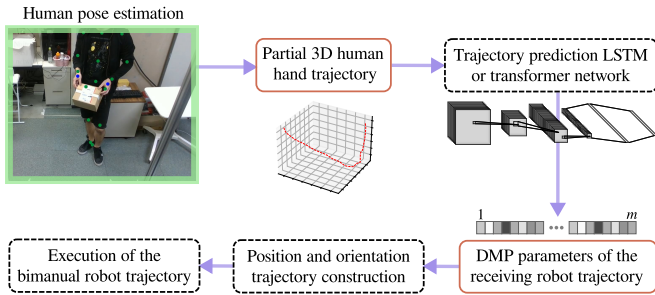 Human pose estimation
Partial 3D human
hand trajectory
Trajectory prediction LSTM
or transformer network
1
m
DMP parameters of the
receiving robot trajectory
Position and orientation
trajectory construction
Execution of the
bimanual robot trajectory